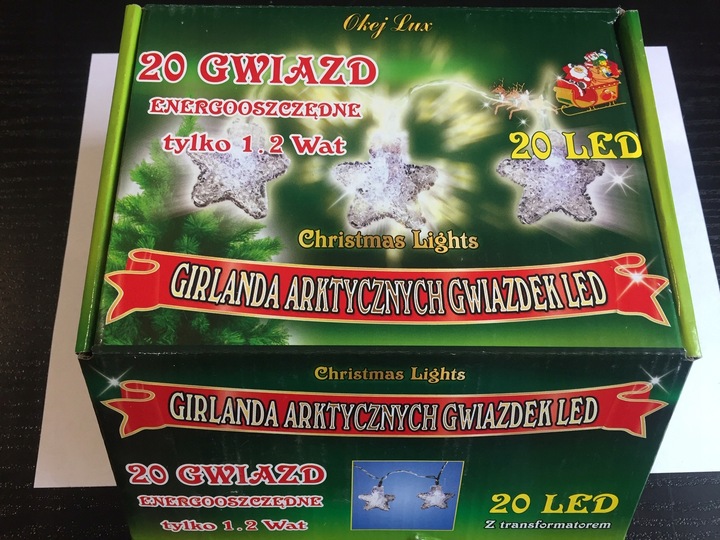 Okej Lux
20 GWIAZD
ENERGOOSZCZĘDNE
tylko 1.2 Wat
20 LED
Christmas Lights
GIRLANDA ARKTYCZNYCH GWIAZDEK LED
Christmas Lights
GIRLANDA ARKTYCZNYCH GWIAZDEK LED
20 GWIAZD
ENERGOOSZCZĘDNE
tylko 1.2 Wat
20 LED
Z transformatorem